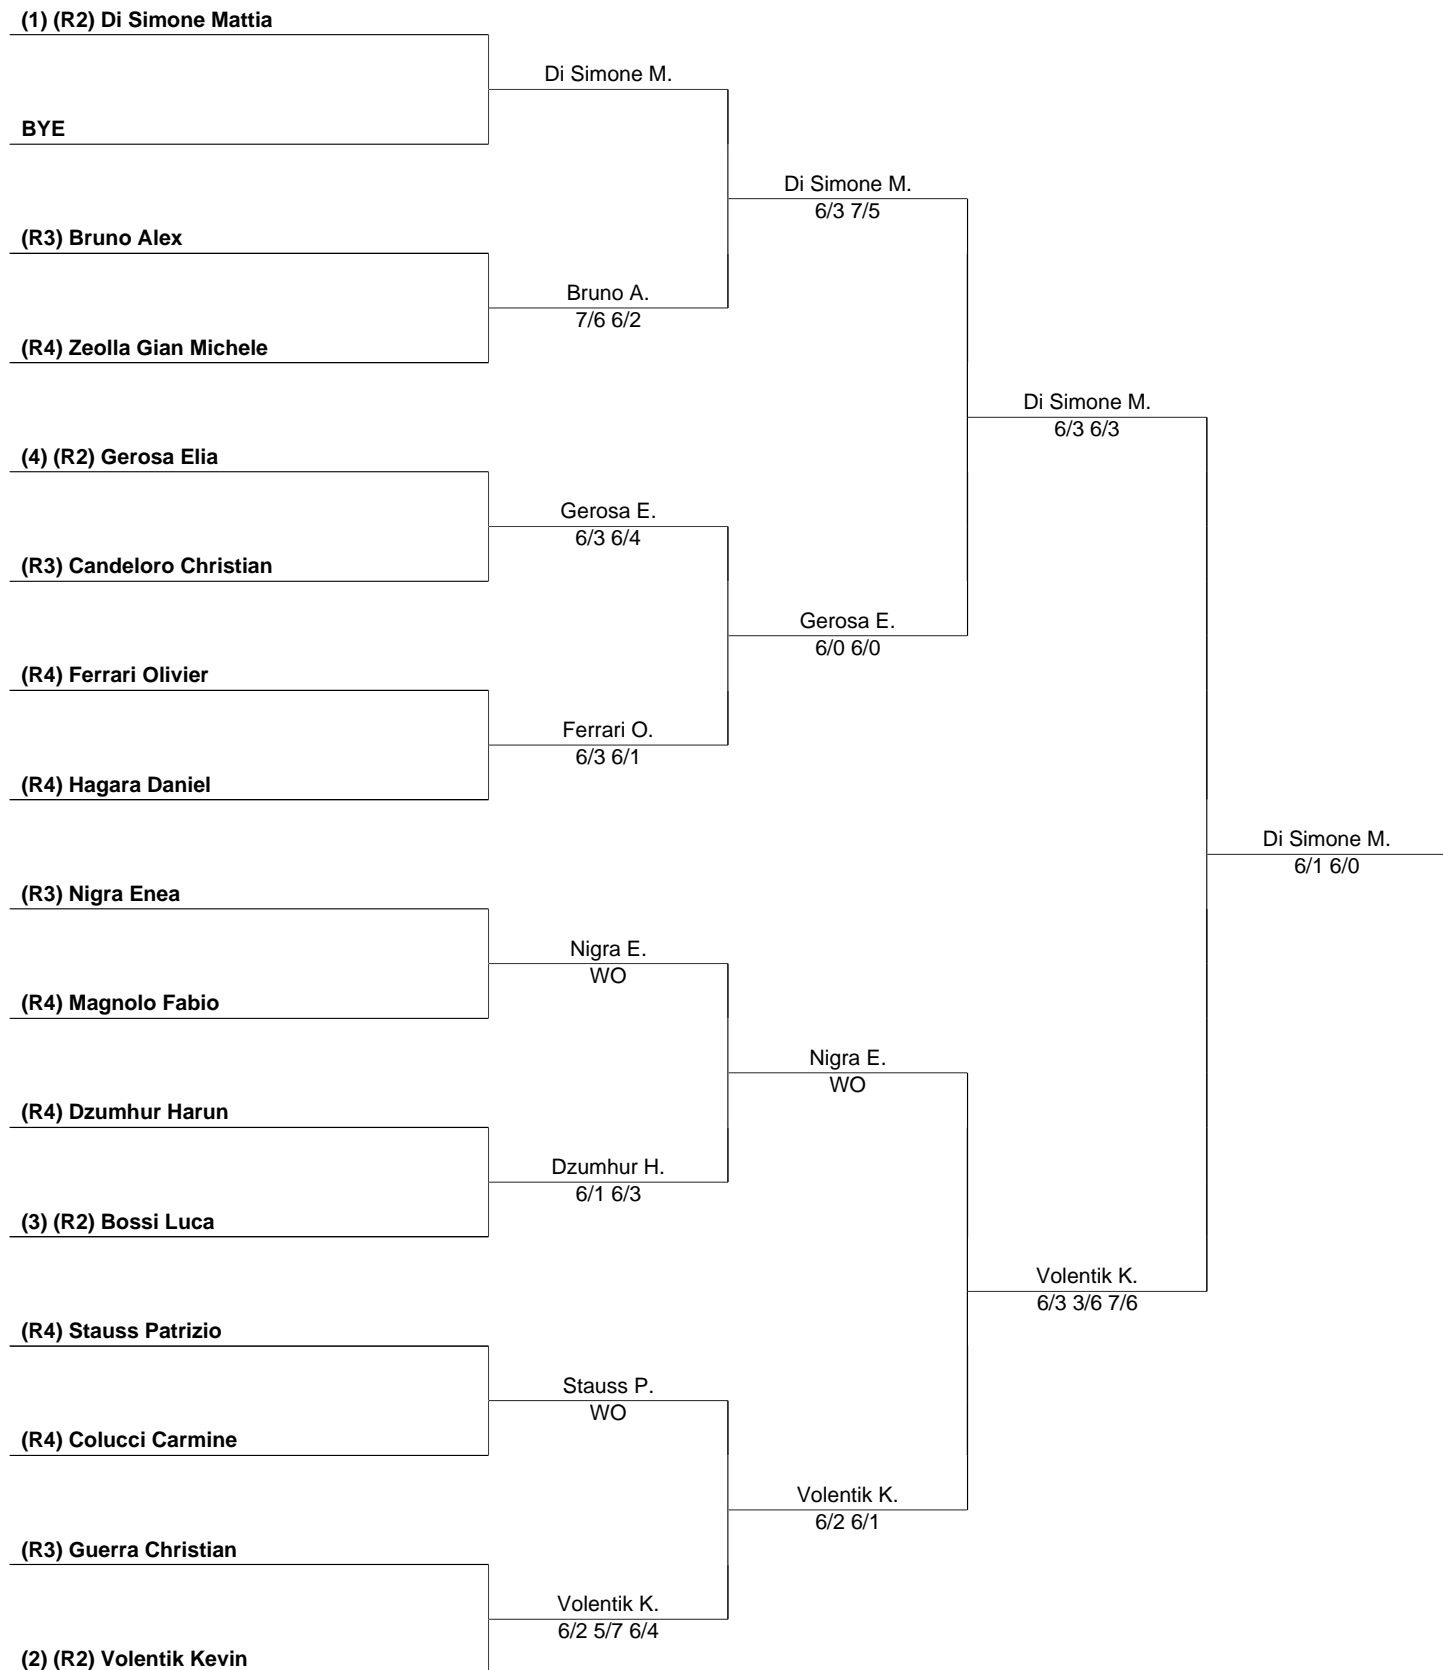 (1) (R2) Di Simone Mattia
Di Simone M.
BYE
Di Simone M.
6/3 7/5
(R3) Bruno Alex
Bruno A.
7/6 6/2
(R4) Zeolla Gian Michele
Di Simone M.
6/3 6/3
(4) (R2) Gerosa Elia
Gerosa E.
6/3 6/4
(R3) Candeloro Christian
Gerosa E.
6/0 6/0
(R4) Ferrari Olivier
Ferrari O.
6/3 6/1
(R4) Hagara Daniel
Di Simone M.
6/1 6/0
(R3) Nigra Enea
Nigra E.
WO
(R4) Magnolo Fabio
Nigra E.
WO
(R4) Dzumhur Harun
Dzumhur H.
6/1 6/3
(3) (R2) Bossi Luca
Volentik K.
6/3 3/6 7/6
(R4) Stauss Patrizio
Stauss P.
WO
(R4) Colucci Carmine
Volentik K.
6/2 6/1
(R3) Guerra Christian
Volentik K.
6/2 5/7 6/4
(2) (R2) Volentik Kevin